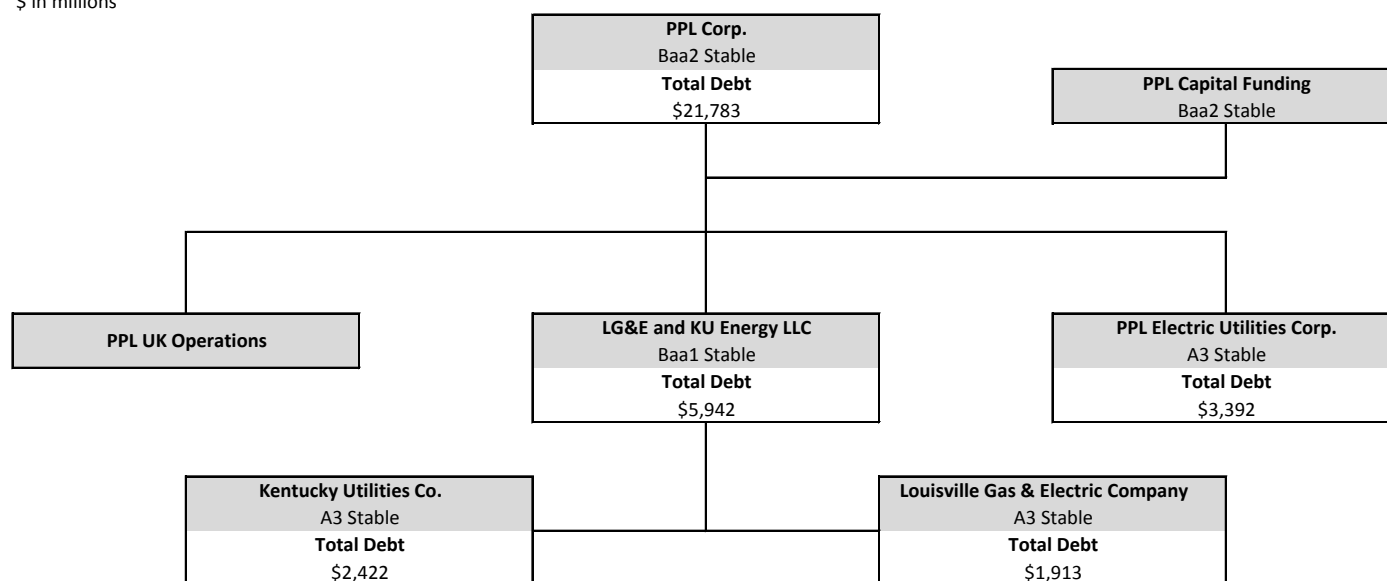 $ in millions
PPL Corp.
Baa2 Stable
Total Debt
$21,783
PPL Capital Funding
Baa2 Stable
PPL UK Operations
LG&E and KU Energy LLC
Baa1 Stable
Total Debt
$5,942
PPL Electric Utilities Corp.
A3 Stable
Total Debt
$3,392
Kentucky Utilities Co.
A3 Stable
Total Debt
$2,422
Louisville Gas & Electric Company
A3 Stable
Total Debt
$1,913